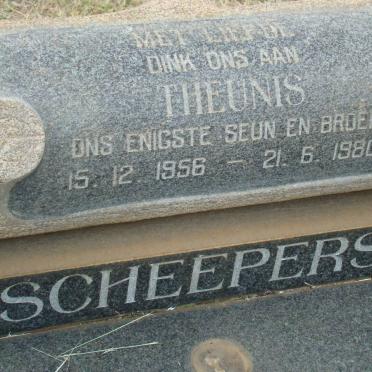 MET LIEFDE
DINK ONS AAN
THEUNIS
ONS ENIGSTE SEUN EN BROER
15. 12. 1956 - 21. 6. 1980
SCHEEPERS